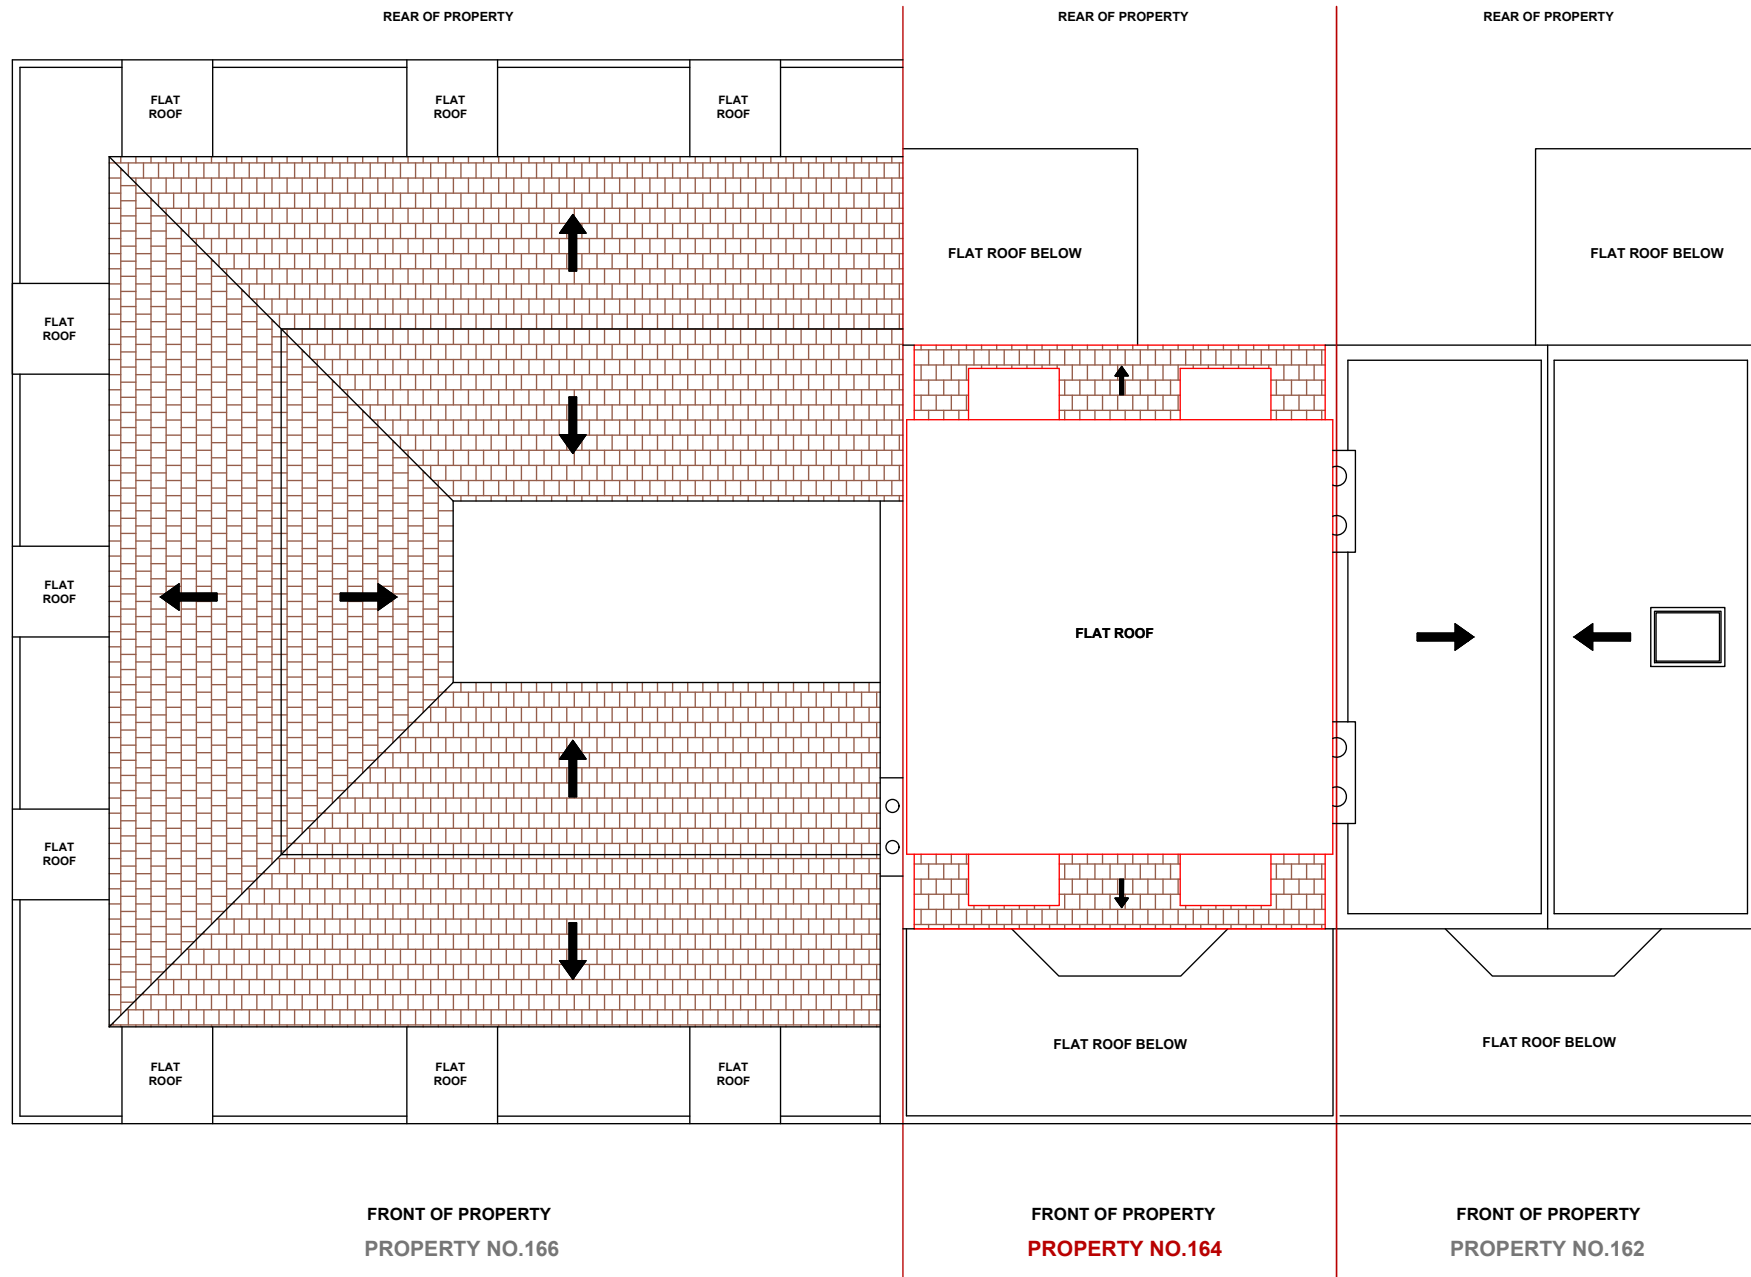 REAR OF PROPERTY
REAR OF PROPERTY
REAR OF PROPERTY
FLAT
ROOF
FLAT
ROOF
FLAT
ROOF
FLAT ROOF BELOW
FLAT ROOF BELOW
FLAT
ROOF
FLAT
ROOF
FLAT ROOF
FLAT
ROOF
FLAT
ROOF
FLAT
ROOF
FLAT
ROOF
FLAT ROOF BELOW
FLAT ROOF BELOW
FRONT OF PROPERTY
PROPERTY NO.166
FRONT OF PROPERTY
PROPERTY NO.164
FRONT OF PROPERTY
PROPERTY NO.162